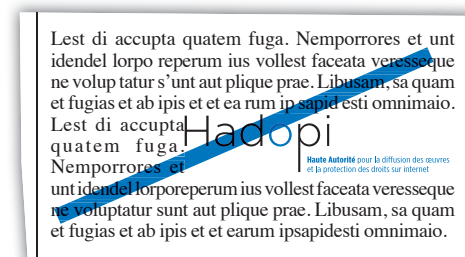 Lest di accupta quatem fuga. Nemporrores et unt
idendel lorpo reperum ius vollest faceata veresseque
ne volup tatur s’unt aut plique prae. Libusam, sa quam
et fugias et ab ipis et et ea rum ip sapid esti omnimaio.
Lest di accupta
quatem fuga.
Nemporrores et
Hadopi
Haute Autorité pour la diffusion des œuvres
et la protection des droits sur internet
unt idendel lorporeperum ius vollest faceata veresseque
ne voluptatur sunt aut plique prae. Libusam, sa quam
et fugias et ab ipis et et earum ipsapidesti omnimaio.